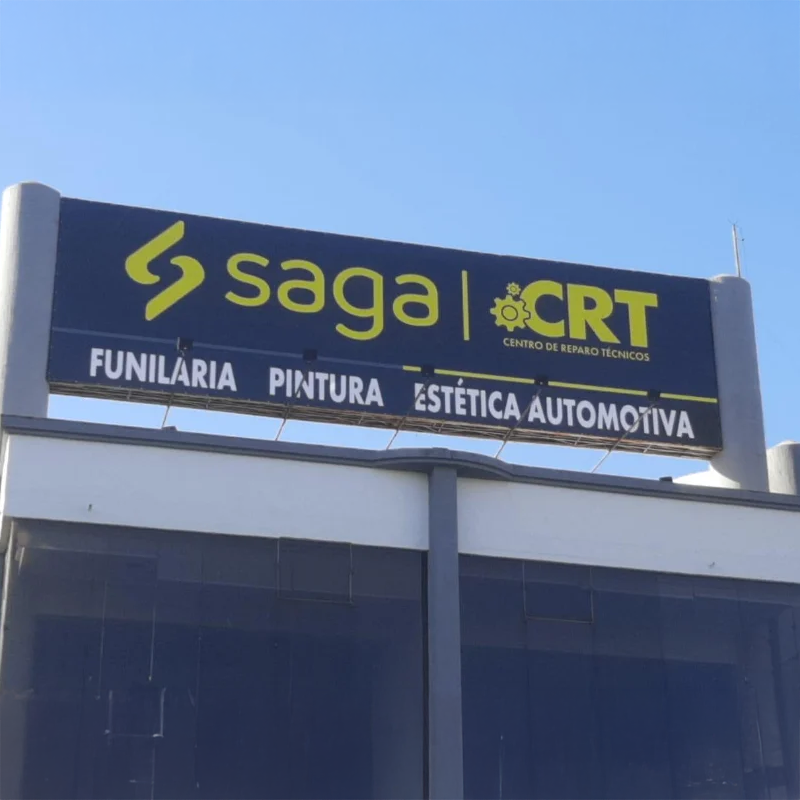 saga | CRT
CENTRO DE REPARO TÉCNICOS
FUNILARIA PINTURA ESTÉTICA AUTOMOTIVA